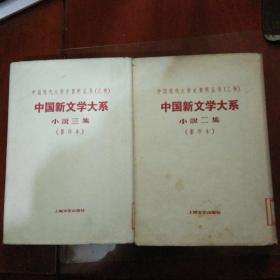 中国现代文学史资料丛书(乙种)
中国新文学大系
小说三集
(影印本)
上海文艺出版社
中国现代文学史资料丛书(乙种)
中国新文学大系
小说二集
(影印本)
上海文艺出版社